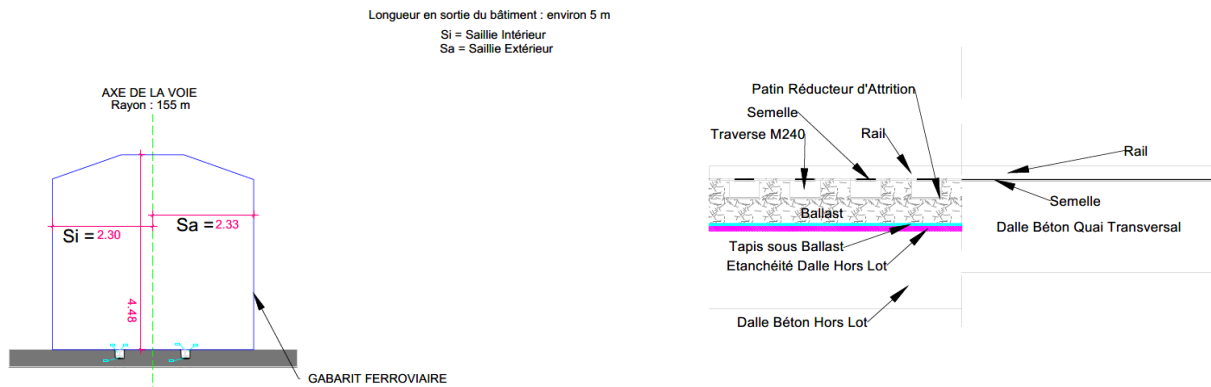 Longueur en sortie du bâtiment : environ 5 m
Si = Saillie Intérieur
Sa = Saillie Extérieur
AXE DE LA VOIE
Rayon : 155 m
Si = 2.30
Sa = 2.33
4.48
GABARIT FERROVIAIRE
Patin Réducteur d'Attrition
Semelle
Traverse M240
Rail
Rail
Semelle
Ballast
Dalle Béton Quai Transversal
Tapis sous Ballast
Etanchéité Dalle Hors Lot
Dalle Béton Hors Lot